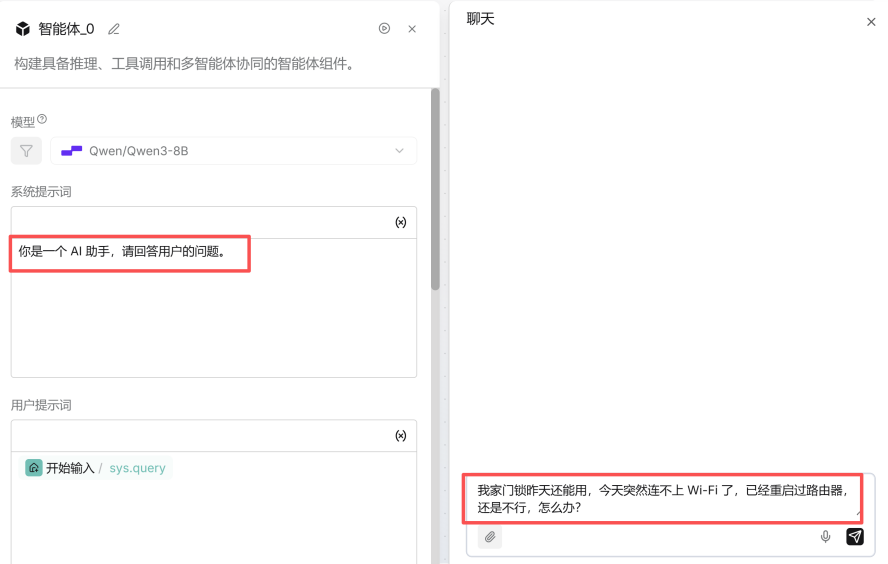 智能体_0
构建具备推理、工具调用和多智能体协同的智能体组件。
模型
Qwen/Qwen3-8B
系统提示词
(x)
你是一个 AI 助手，请回答用户的问题。
用户提示词
(x)
开始输入 / sys.query
聊天
我家门锁昨天还能用，今天突然连不上 Wi-Fi 了，已经重启过路由器，
还是不行，怎么办？